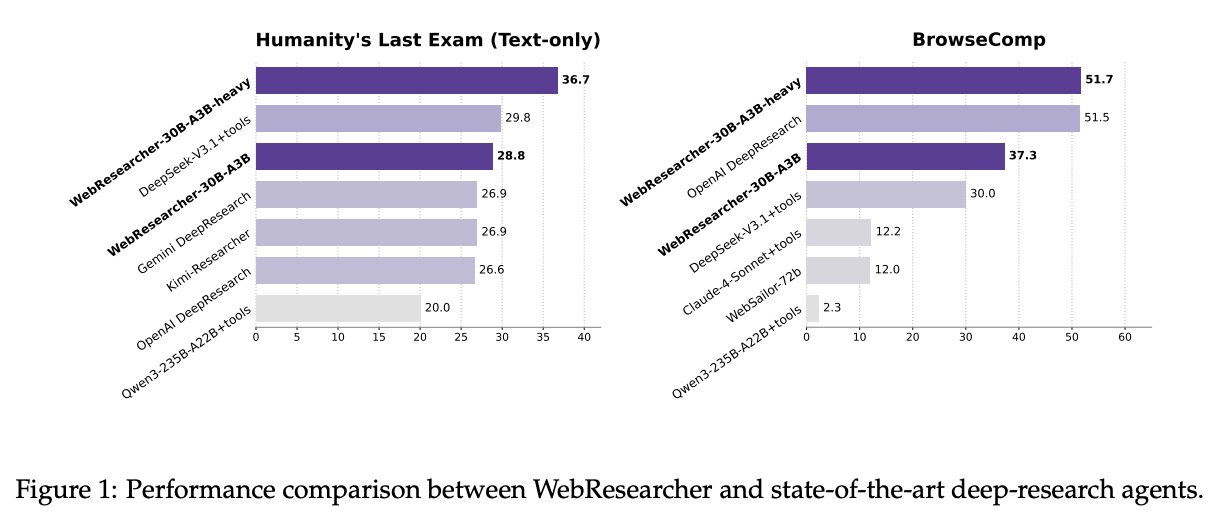 Humanity's Last Exam (Text-only)
WebResearcher-30B-A3B-heavy 36.7
DeepSeek-V3.1+tools 29.8
WebResearcher-30B-A3B 28.8
Gemini DeepResearch 26.9
Kimi-Researcher 26.9
OpenAI DeepResearch 26.6
Qwen3-235B-A22B+tools 20.0
0 5 10 15 20 25 30 35 40
BrowseComp
WebResearcher-30B-A3B-heavy 51.7
OpenAI DeepResearch 51.5
WebResearcher-30B-A3B 37.3
DeepSeek-V3.1+tools 30.0
Claude-4-Sonnet+tools 12.2
WebSailor-72b 12.0
Qwen3-235B-A22B+tools 2.3
0 10 20 30 40 50 60
Figure 1: Performance comparison between WebResearcher and state-of-the-art deep-research agents.